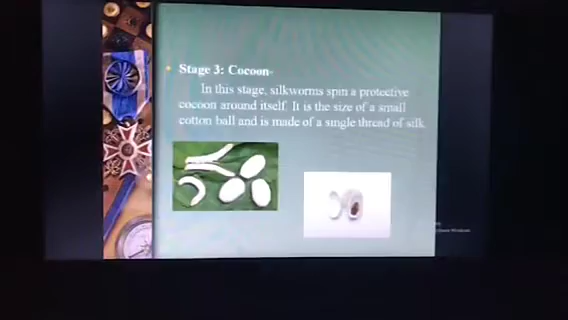 Stage 3: Cocoon-
In this stage, silkworms spin a protective
cocoon around itself. It is the size of a small
cotton ball and is made of a single thread of silk.